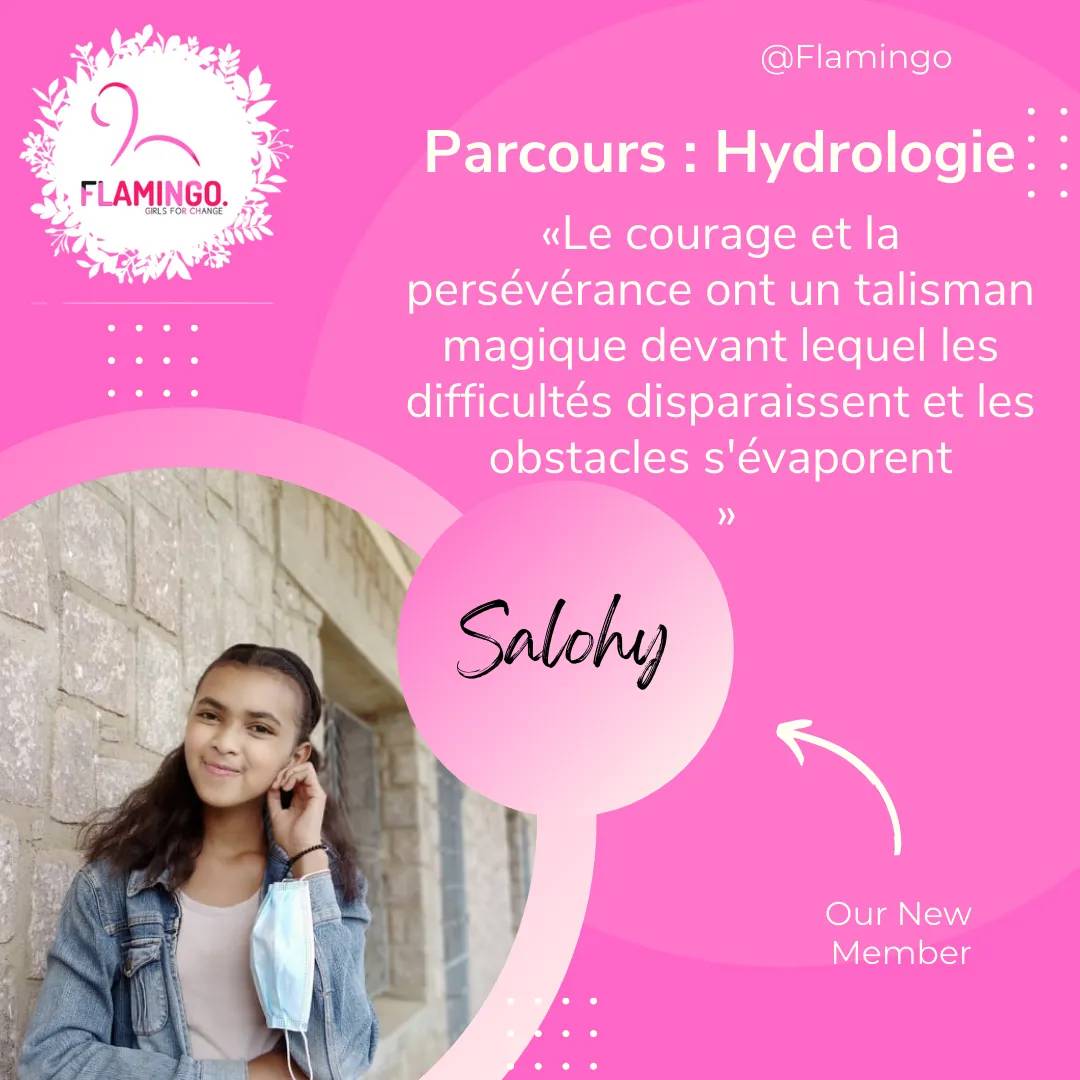 @Flamingo
FLAMINGO.
GIRLS FOR CHANGE
Parcours : Hydrologie
«Le courage et la
persévérance ont un talisman
magique devant lequel les
difficultés disparaissent et les
obstacles s'évaporent
»
Salohy
Our New
Member